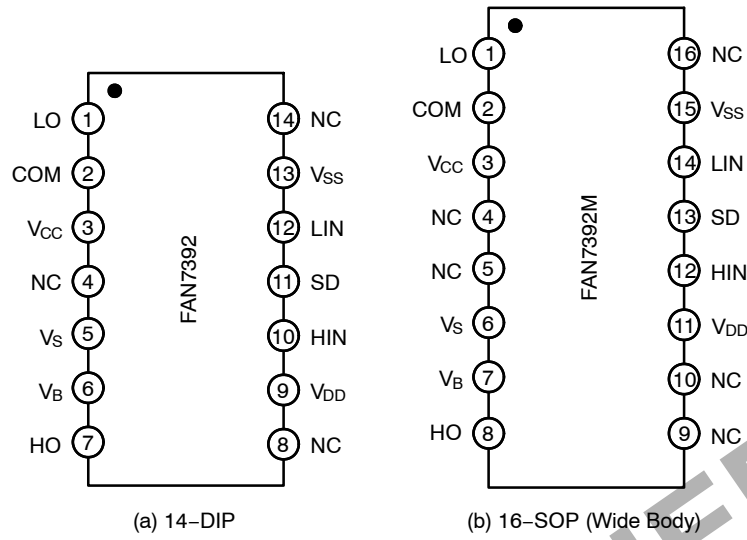 LO 1
COM 2
VCC 3
NC 4
VS 5
VB 6
HO 7
14 NC
13 VSS
12 LIN
11 SD
10 HIN
9 VDD
8 NC
FAN7392
(a) 14−DIP
LO 1
COM 2
VCC 3
NC 4
NC 5
VS 6
VB 7
HO 8
16 NC
15 VSS
14 LIN
13 SD
12 HIN
11 VDD
10 NC
9 NC
FAN7392M
(b) 16−SOP (Wide Body)